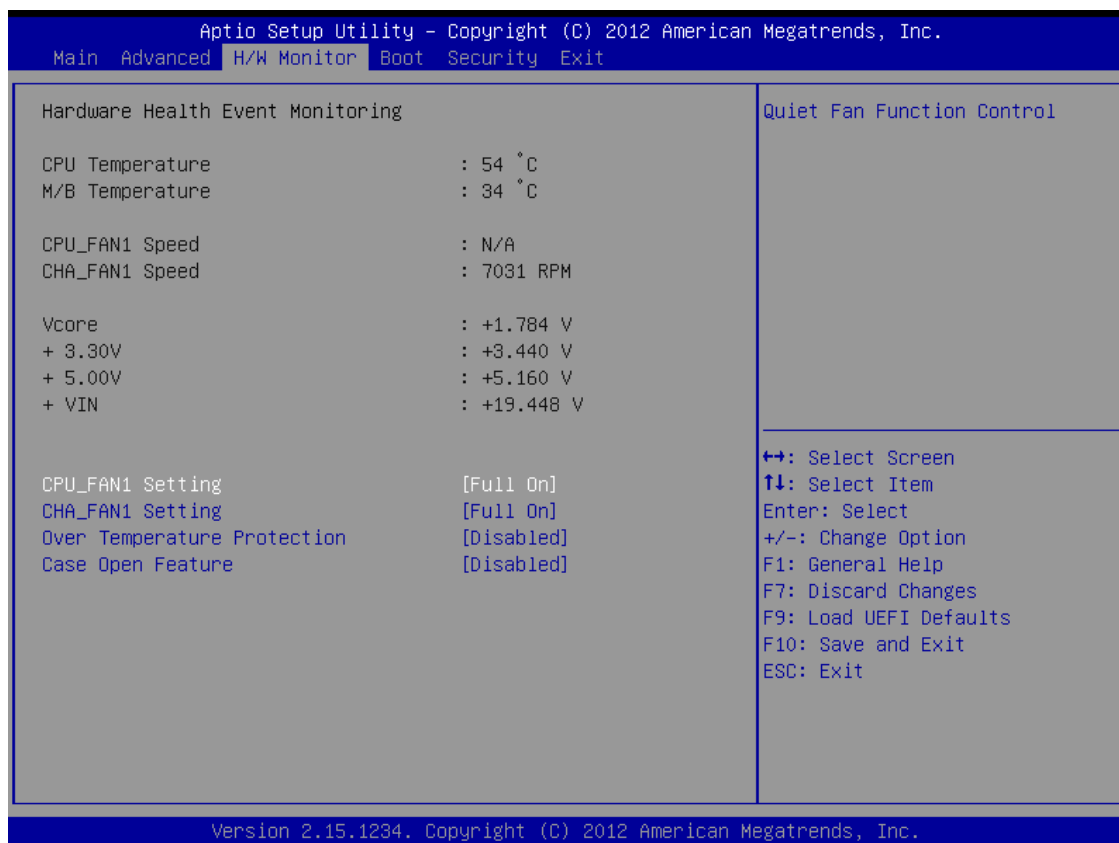 Aptio Setup Utility – Copyright (C) 2012 American Megatrends, Inc.
Main Advanced H/W Monitor Boot Security Exit
Hardware Health Event Monitoring
CPU Temperature : 54 °C
M/B Temperature : 34 °C
CPU_FAN1 Speed : N/A
CHA_FAN1 Speed : 7031 RPM
Vcore : +1.784 V
+ 3.30V : +3.440 V
+ 5.00V : +5.160 V
+ VIN : +19.448 V
CPU_FAN1 Setting [Full On]
CHA_FAN1 Setting [Full On]
Over Temperature Protection [Disabled]
Case Open Feature [Disabled]
Quiet Fan Function Control
↔: Select Screen
↑↓: Select Item
Enter: Select
+/-: Change Option
F1: General Help
F7: Discard Changes
F9: Load UEFI Defaults
F10: Save and Exit
ESC: Exit
Version 2.15.1234. Copyright (C) 2012 American Megatrends, Inc.